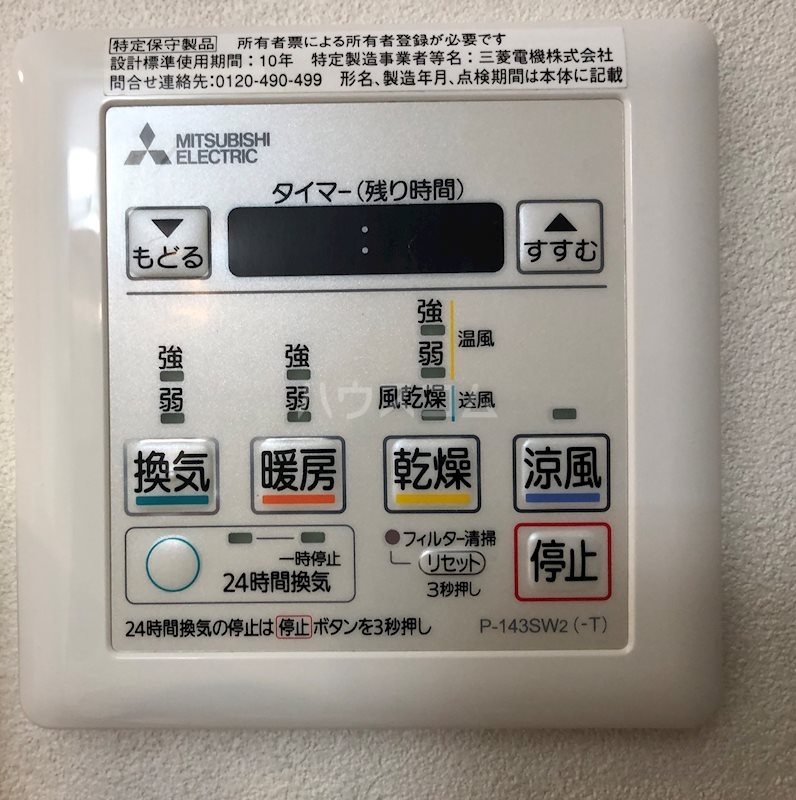 特定保守製品 所有者票による所有者登録が必要です
設計標準使用期間:10年 特定製造事業者等名:三菱電機株式会社
問合せ連絡先:0120-490-499 形名、製造年月、点検期間は本体に記載
MITSUBISHI
ELECTRIC
タイマー(残り時間)
▼
もどる
:
▲
すすむ
強
弱
換気
強
弱
暖房
強
弱
温風
風乾燥 送風
乾燥
涼風
ハウスコム
一時停止
24時間換気
フィルター清掃
リセット
3秒押し
停止
24時間換気の停止は停止ボタンを3秒押し
P-143SW2(-T)